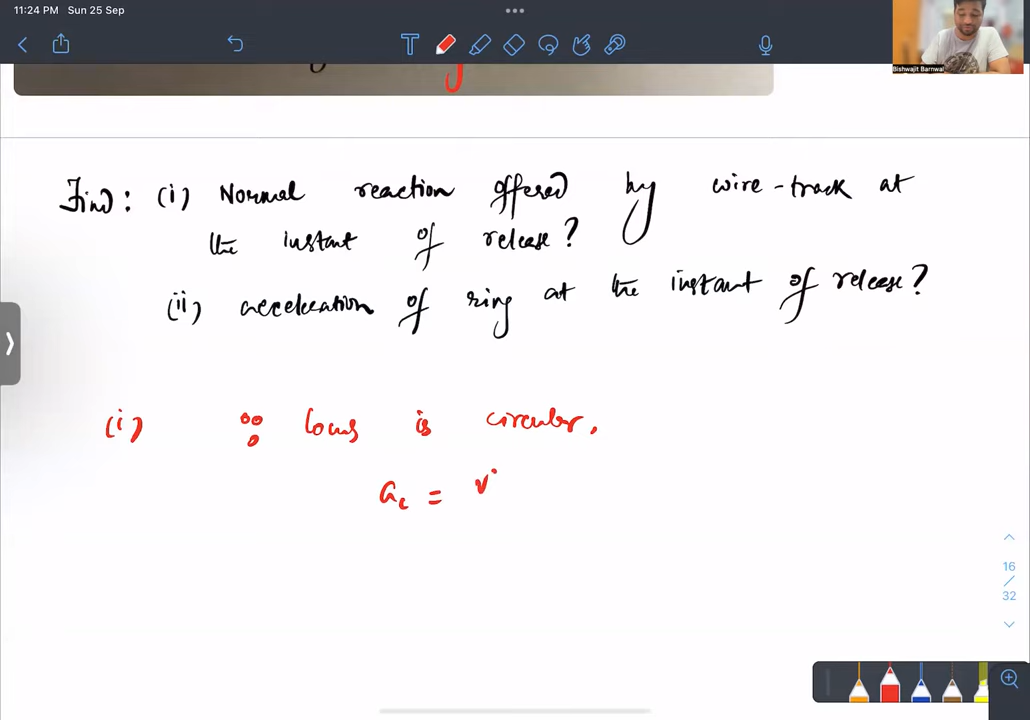 11:24 PM Sun 25 Sep
Bishwajit Barnwal
Find: (i) Normal reaction offered by wire-track at
the instant of release?
(ii) acceleration of ring at the instant of release?
(i) ∵ locus is circular.
a_c = v
16
/
32